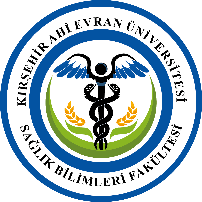 KIRŞEHİR AHİ EVRAN ÜNİVERSİTESİ
SAĞLIK BİLİMLERİ FAKÜLTESİ